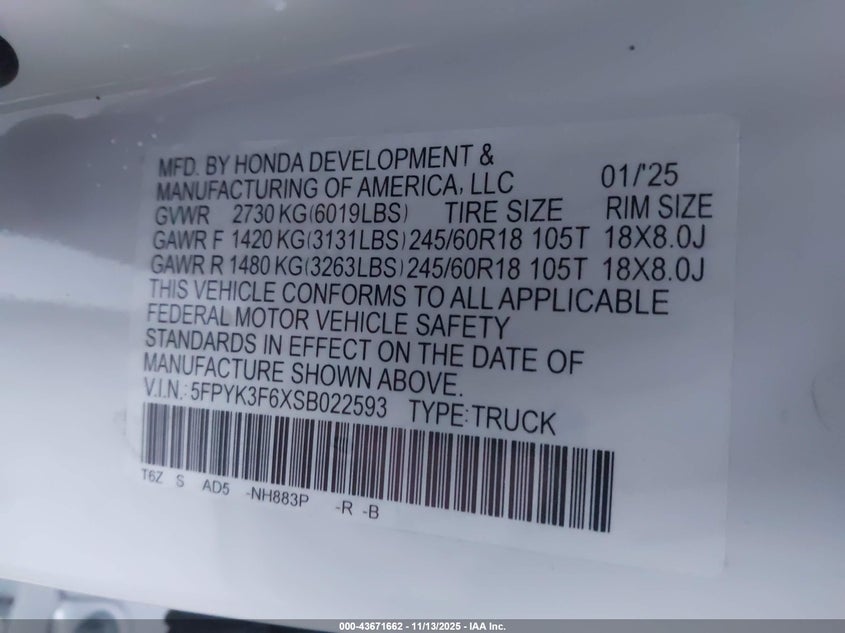 MFD. BY HONDA DEVELOPMENT &
MANUFACTURING OF AMERICA, LLC 01/'25
GVWR 2730 KG(6019LBS) TIRE SIZE RIM SIZE
GAWR F 1420 KG(3131LBS) 245/60R18 105T 18X8.0J
GAWR R 1480 KG(3263LBS) 245/60R18 105T 18X8.0J
THIS VEHICLE CONFORMS TO ALL APPLICABLE
FEDERAL MOTOR VEHICLE SAFETY
STANDARDS IN EFFECT ON THE DATE OF
MANUFACTURE SHOWN ABOVE.
V.I.N.: 5FPYK3F6XSB022593 TYPE: TRUCK
T6Z S AD5 -NH883P -R -B
000-43671662 - 11/13/2025 - IAA Inc.